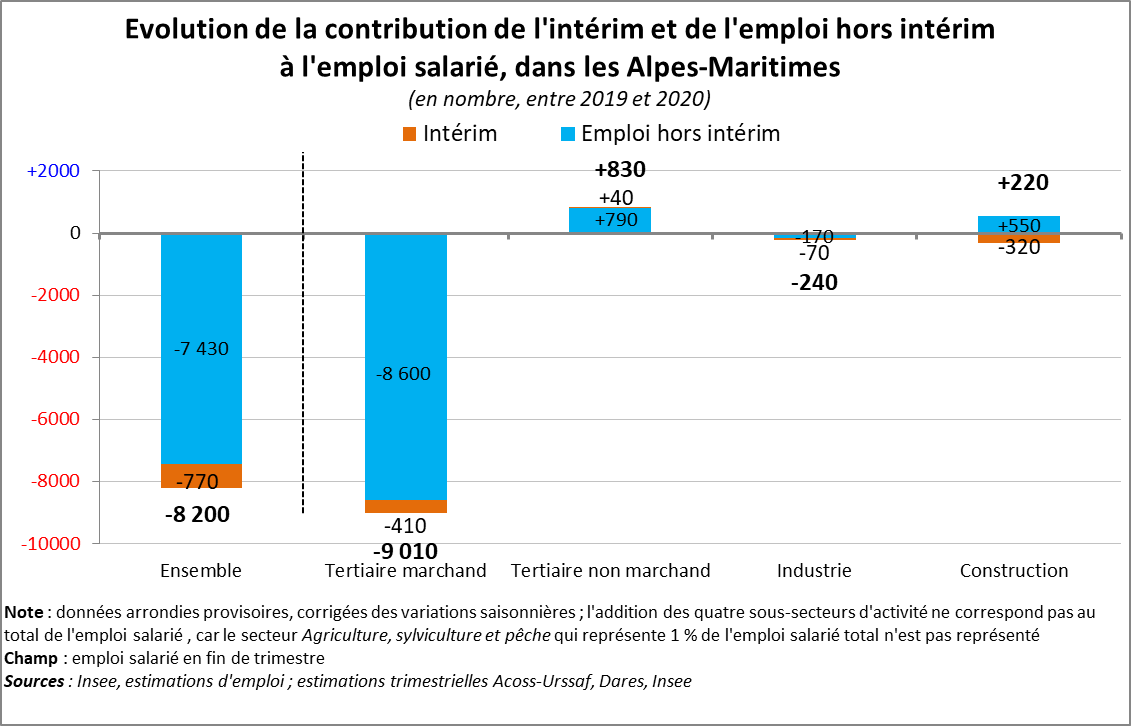 Evolution de la contribution de l'intérim et de l'emploi hors intérim
à l'emploi salarié, dans les Alpes-Maritimes
(en nombre, entre 2019 et 2020)
Intérim
Emploi hors intérim
+2000
0
-2000
-4000
-6000
-8000
-10000
-7 430
-770
-8 200
-8 600
-410
-9 010
+830
+40
+790
-170
-70
-240
+220
+550
-320
Ensemble
Tertiaire marchand
Tertiaire non marchand
Industrie
Construction
Note : données arrondies provisoires, corrigées des variations saisonnières ; l'addition des quatre sous-secteurs d'activité ne correspond pas au
total de l'emploi salarié , car le secteur Agriculture, sylviculture et pêche qui représente 1 % de l'emploi salarié total n'est pas représenté
Champ : emploi salarié en fin de trimestre
Sources : Insee, estimations d'emploi ; estimations trimestrielles Acoss-Urssaf, Dares, Insee